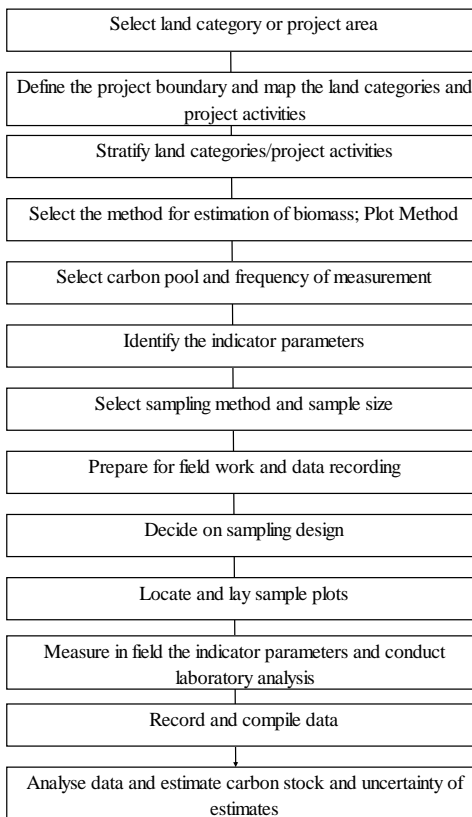 Select land category or project area
Define the project boundary and map the land categories and
project activities
Stratify land categories/project activities
Select the method for estimation of biomass; Plot Method
Select carbon pool and frequency of measurement
Identify the indicator parameters
Select sampling method and sample size
Prepare for field work and data recording
Decide on sampling design
Locate and lay sample plots
Measure in field the indicator parameters and conduct
laboratory analysis
Record and compile data
Analyse data and estimate carbon stock and uncertainty of
estimates